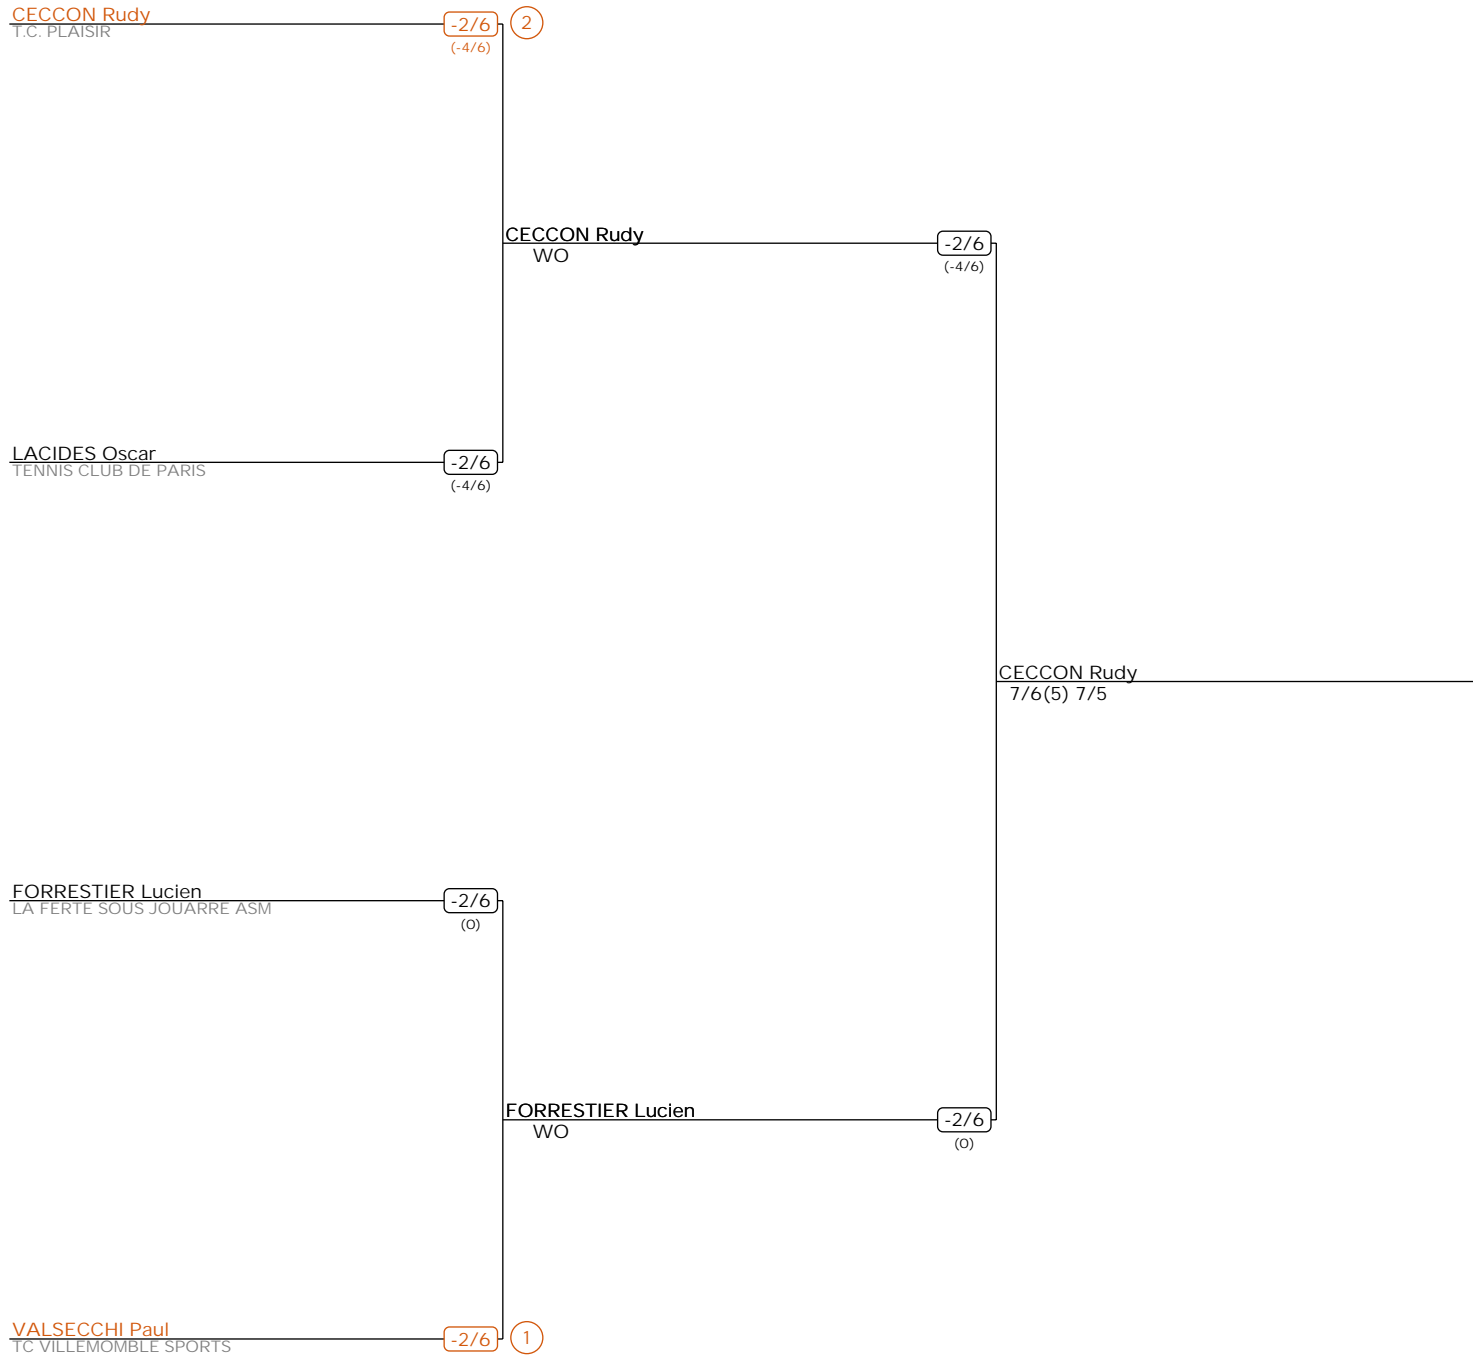 CECCON Rudy
T.C. PLAISIR
-2/6
(-4/6)
2
CECCON Rudy
WO
-2/6
(-4/6)
LACIDES Oscar
TENNIS CLUB DE PARIS
-2/6
(-4/6)
CECCON Rudy
7/6(5) 7/5
FORRESTIER Lucien
LA FERTE SOUS JOUARRE ASM
-2/6
(0)
FORRESTIER Lucien
WO
-2/6
(0)
VALSECCHI Paul
TC VILLEMOMBLE SPORTS
-2/6
1